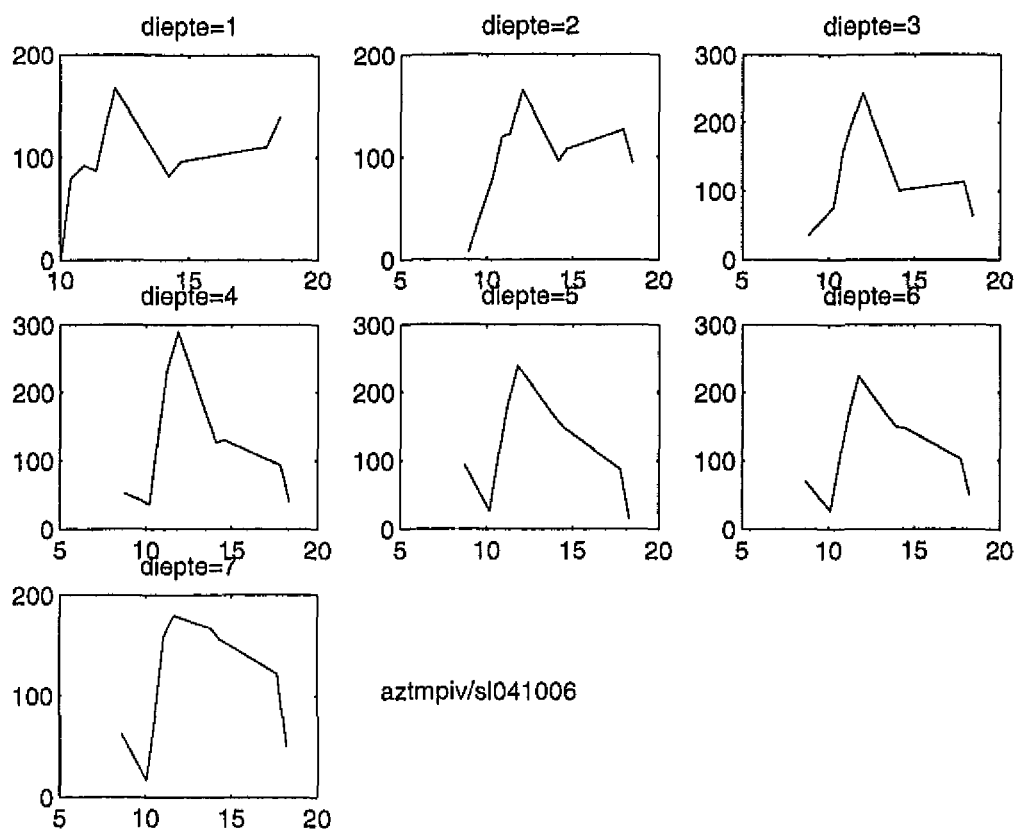 diepte=1 diepte=2 diepte=3
200 200 300
100 100 200
100
0 0 0
10 15 20 5 10 15 20 5 10 15 20
diepte=4 diepte=5 diepte=6
300 300 300
200 200 200
100 100 100
0 0 0
5 10 15 20 5 10 15 20 5 10 15 20
diepte=7
200
100 aztmpiv/sl041006
0
5 10 15 20